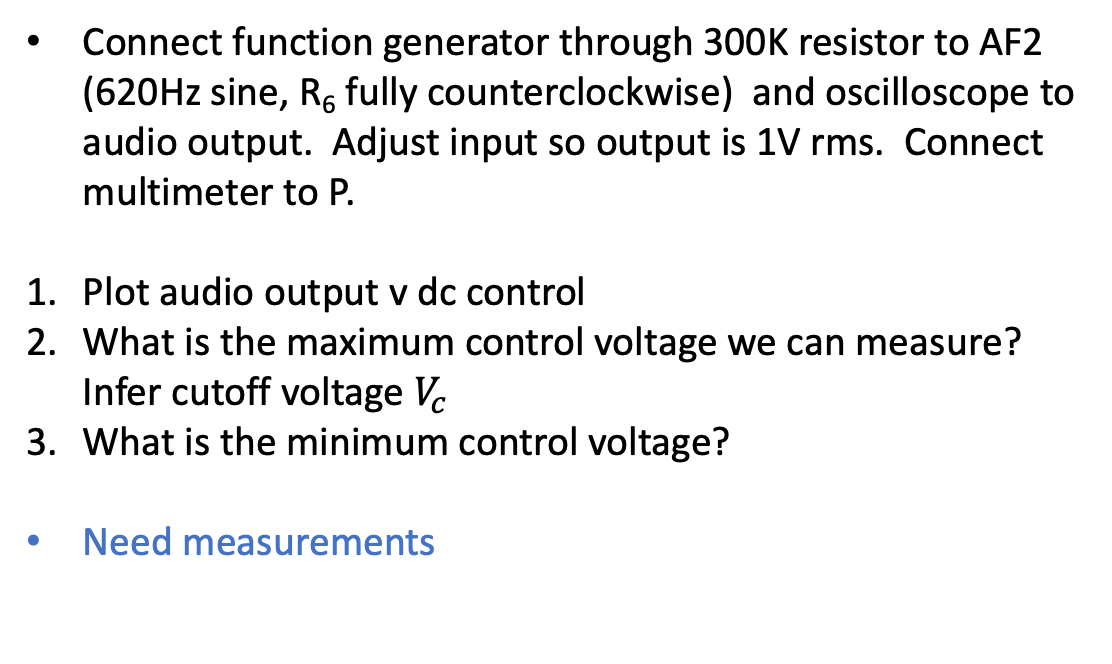 • Connect function generator through 300K resistor to AF2
(620Hz sine, R₆ fully counterclockwise) and oscilloscope to
audio output. Adjust input so output is 1V rms. Connect
multimeter to P.
1. Plot audio output v dc control
2. What is the maximum control voltage we can measure?
Infer cutoff voltage V_c
3. What is the minimum control voltage?
• Need measurements